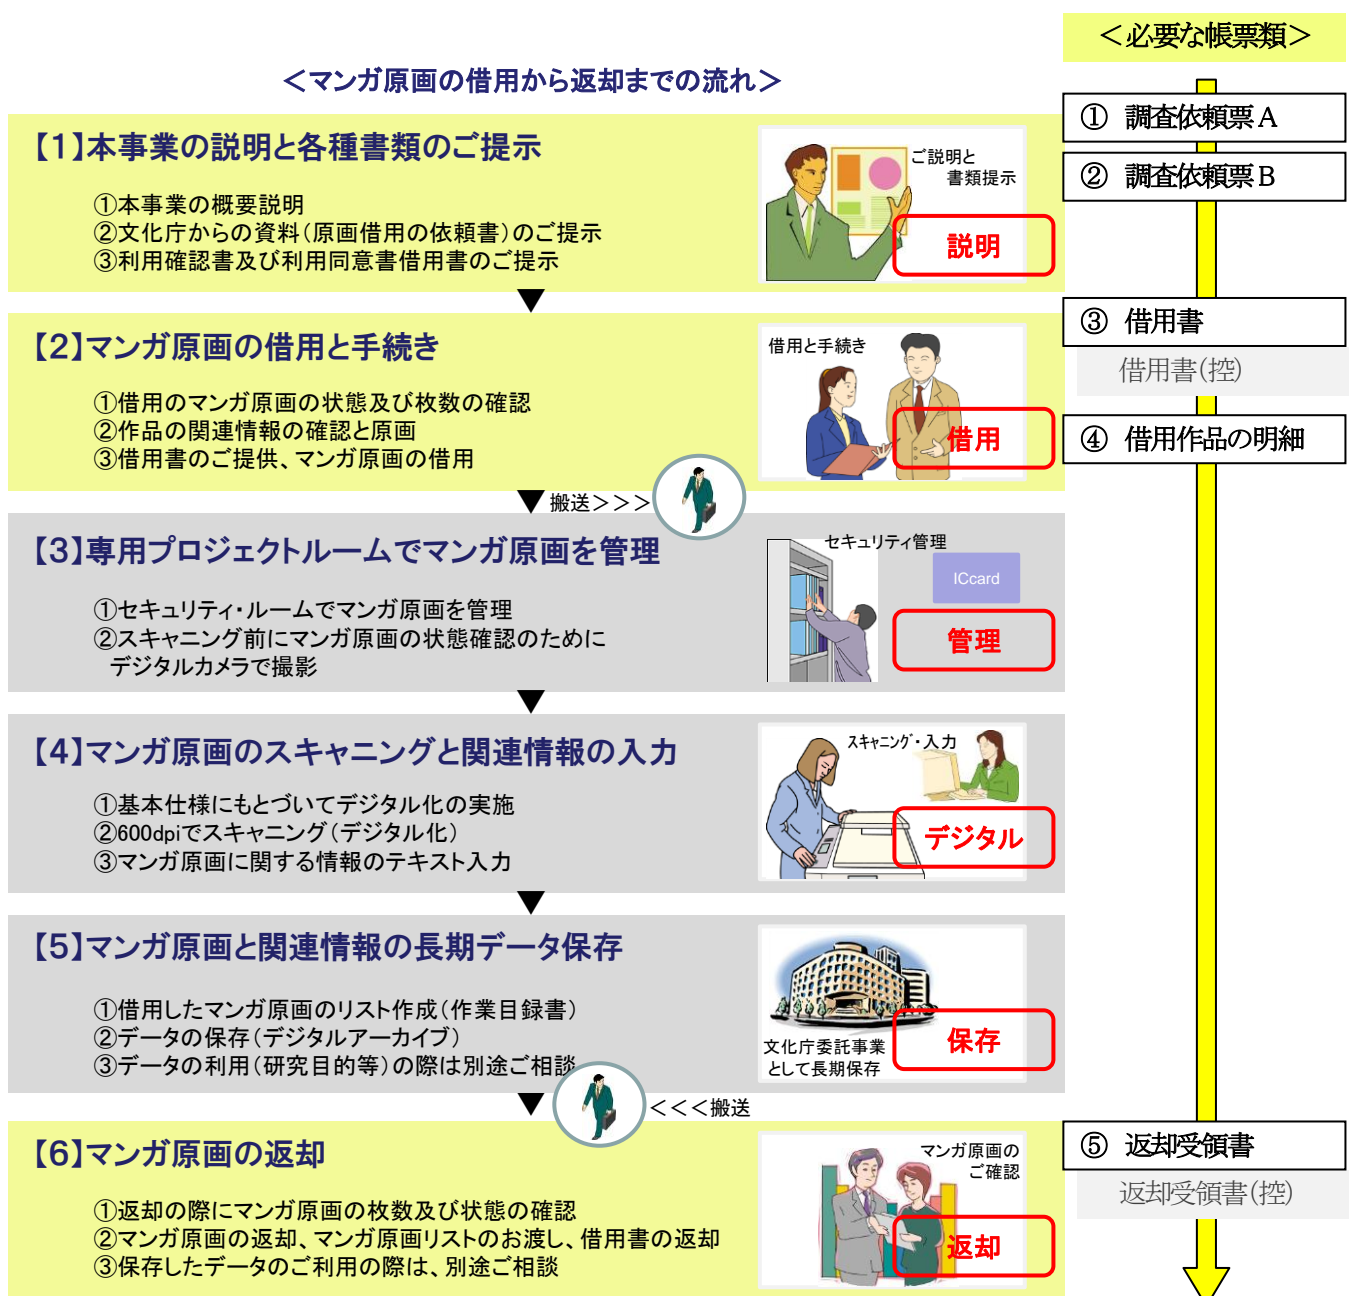 ＜必要な帳票類＞
＜マンガ原画の借用から返却までの流れ＞
【1】本事業の説明と各種書類のご提示
①本事業の概要説明
②文化庁からの資料（原画借用の依頼書）のご提示
③利用確認書及び利用同意書借用書のご提示
ご説明と
書類提示
説明
① 調査依頼票A
② 調査依頼票B
【2】マンガ原画の借用と手続き
①借用のマンガ原画の状態及び枚数の確認
②作品の関連情報の確認と原画
③借用書のご提供、マンガ原画の借用
借用と手続き
借用
③ 借用書
借用書（控）
④ 借用作品の明細
搬送＞＞＞
【3】専用プロジェクトルームでマンガ原画を管理
①セキュリティ・ルームでマンガ原画を管理
②スキャニング前にマンガ原画の状態確認のために
デジタルカメラで撮影
セキュリティ管理
ICcard
管理
【4】マンガ原画のスキャニングと関連情報の入力
①基本仕様にもとづいてデジタル化の実施
②600dpiでスキャニング（デジタル化）
③マンガ原画に関する情報のテキスト入力
スキャニング・入力
デジタル
【5】マンガ原画と関連情報の長期データ保存
①借用したマンガ原画のリスト作成（作業目録書）
②データの保存（デジタルアーカイブ）
③データの利用（研究目的等）の際は別途ご相談
文化庁委託事業
として長期保存
保存
＜＜＜搬送
【6】マンガ原画の返却
①返却の際にマンガ原画の枚数及び状態の確認
②マンガ原画の返却、マンガ原画リストのお渡し、借用書の返却
③保存したデータのご利用の際は、別途ご相談
マンガ原画の
ご確認
返却
⑤ 返却受領書
返却受領書（控）